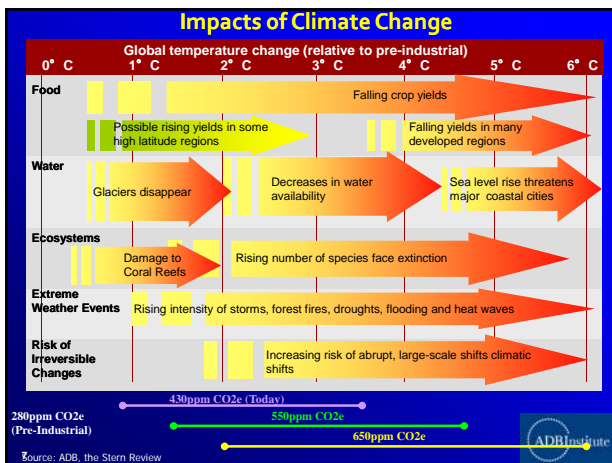 Impacts of Climate Change
Global temperature change (relative to pre-industrial)
0° C 1° C 2° C 3° C 4° C 5° C 6° C
Food
Falling crop yields
Possible rising yields in some
high latitude regions
Falling yields in many
developed regions
Water
Glaciers disappear
Decreases in water
availability
Sea level rise threatens
major coastal cities
Ecosystems
Damage to
Coral Reefs
Rising number of species face extinction
Extreme
Weather Events
Rising intensity of storms, forest fires, droughts, flooding and heat waves
Risk of
Irreversible
Changes
Increasing risk of abrupt, large-scale shifts climatic
shifts
430ppm CO2e (Today)
280ppm CO2e
(Pre-Industrial)
550ppm CO2e
650ppm CO2e
7
Source: ADB, the Stern Review
ADBInstitute